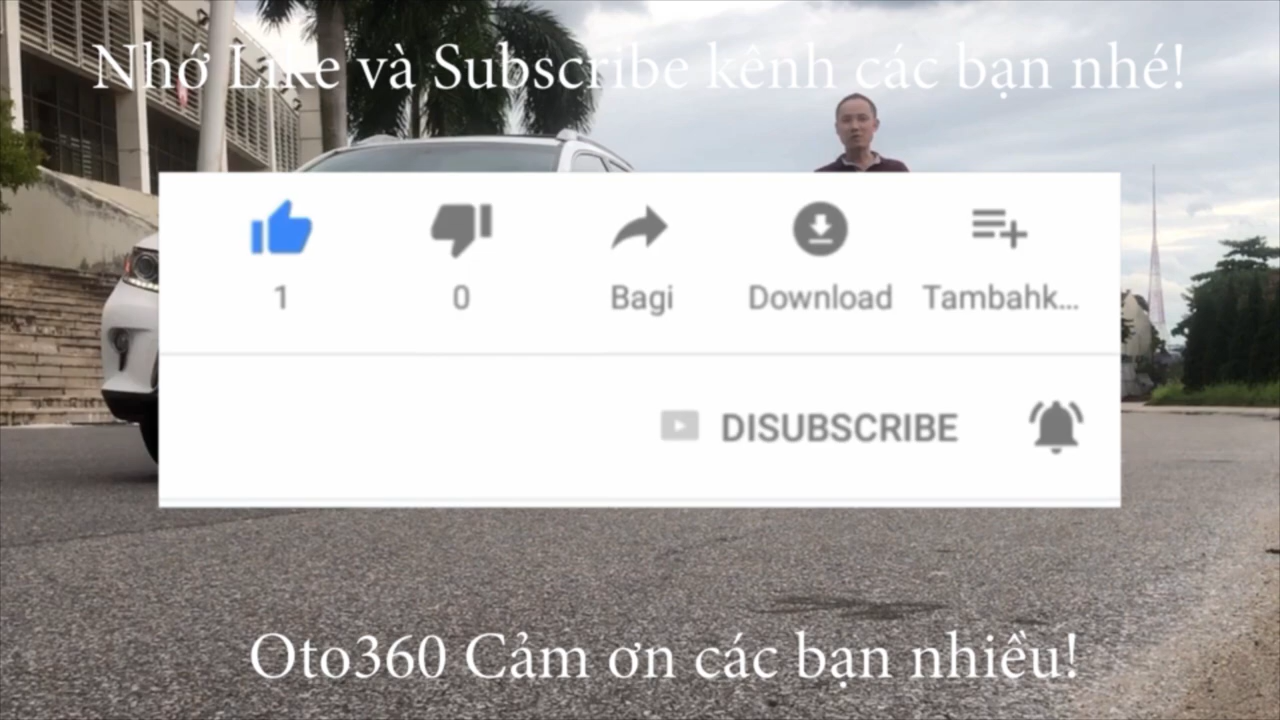 Nhớ Like và Subscribe kênh các bạn nhé!
1 0 Bagi Download Tambahk...
DISUBSCRIBE
Oto360 Cảm ơn các bạn nhiều!